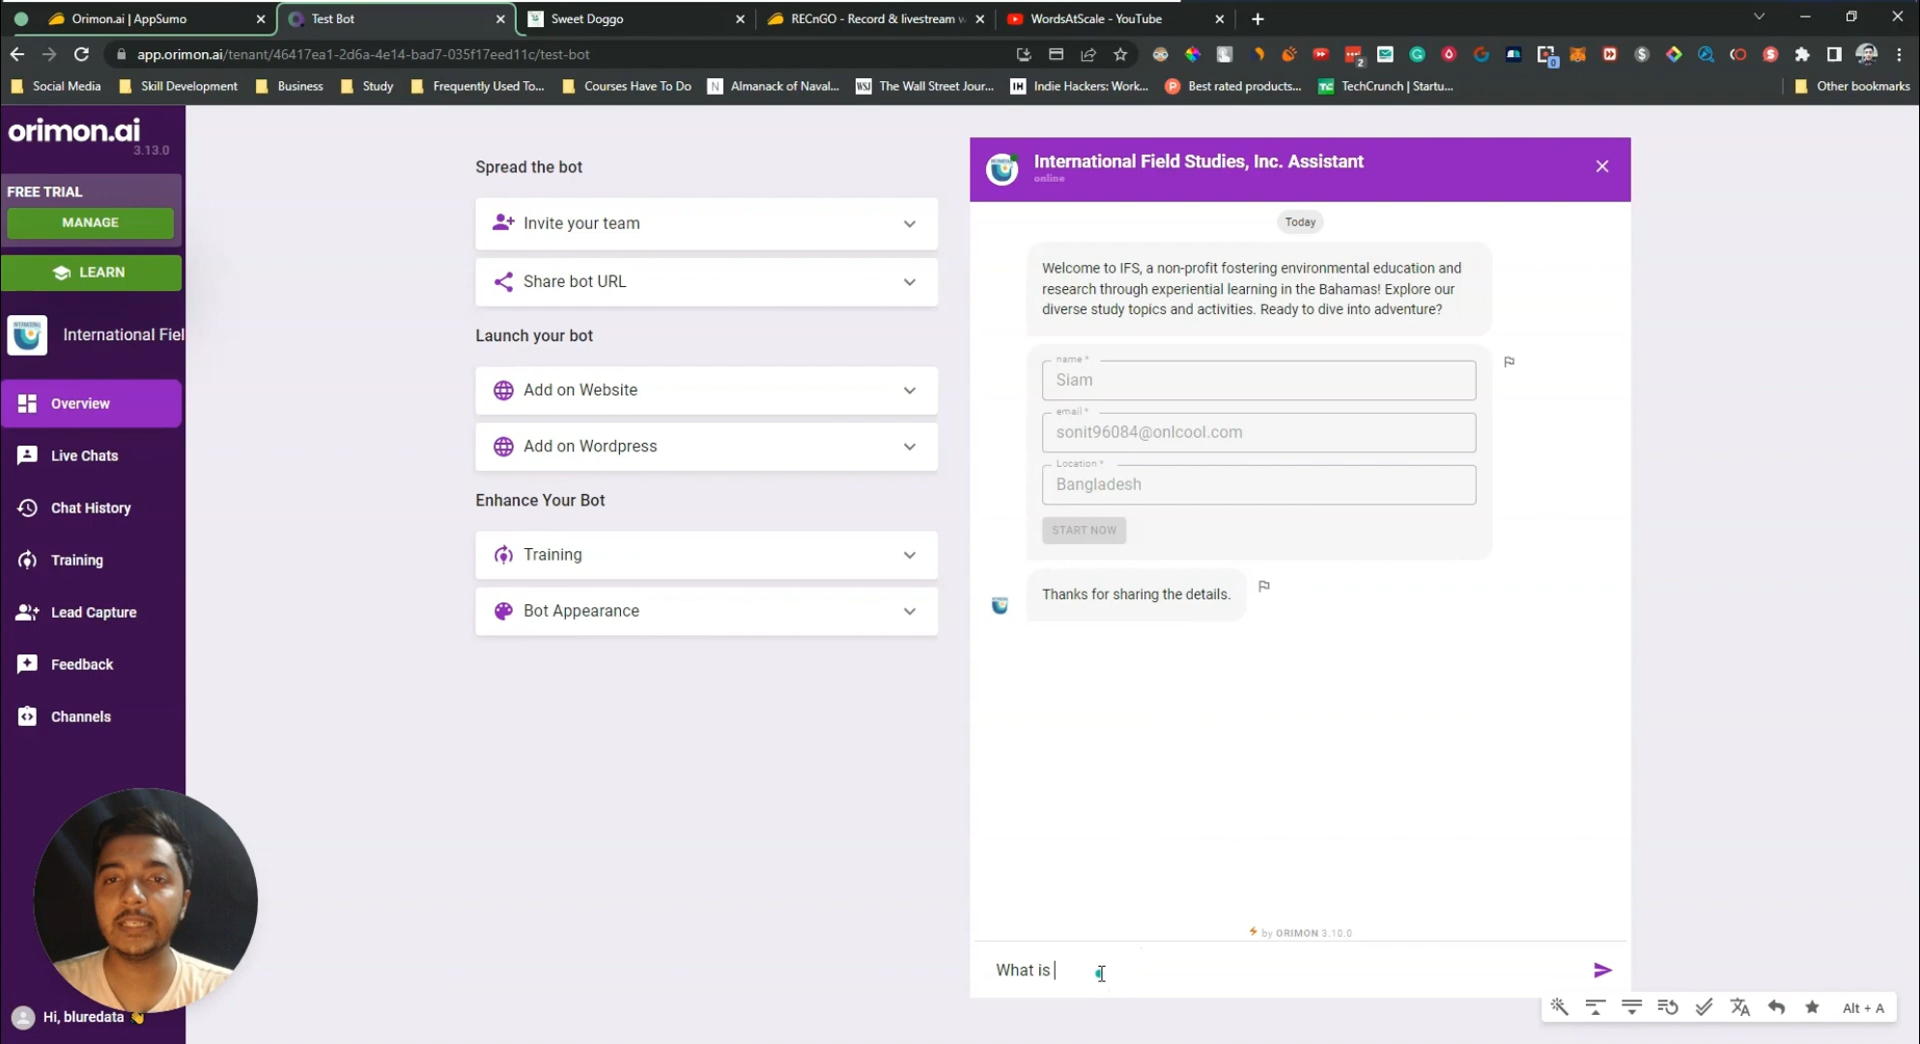 Orimon.ai | AppSumo
Test Bot
Sweet Doggo
RECnGO - Record & livestream
WordsAtScale - YouTube
app.orimon.ai/tenant/46417ea1-2d6a-4e14-bad7-035f17eed11c/test-bot
2
0
Social Media
Skill Development
Business
Study
Frequently Used To...
Courses Have To Do
Almanack of Naval...
The Wall Street Jour...
Indie Hackers: Work...
Best rated products...
TechCrunch | Startu...
Other bookmarks
orimon.ai
3.13.0
FREE TRIAL
MANAGE
LEARN
International Fiel
Overview
Live Chats
Chat History
Training
Lead Capture
Feedback
Channels
Hi, bluredata
Spread the bot
Invite your team
Share bot URL
Launch your bot
Add on Website
Add on Wordpress
Enhance Your Bot
Training
Bot Appearance
International Field Studies, Inc. Assistant
online
Today
Welcome to IFS, a non-profit fostering environmental education and
research through experiential learning in the Bahamas! Explore our
diverse study topics and activities. Ready to dive into adventure?
name *
Siam
email *
sonit96084@onlcool.com
Location *
Bangladesh
START NOW
Thanks for sharing the details.
by ORIMON 3.10.0
What is
Alt + A